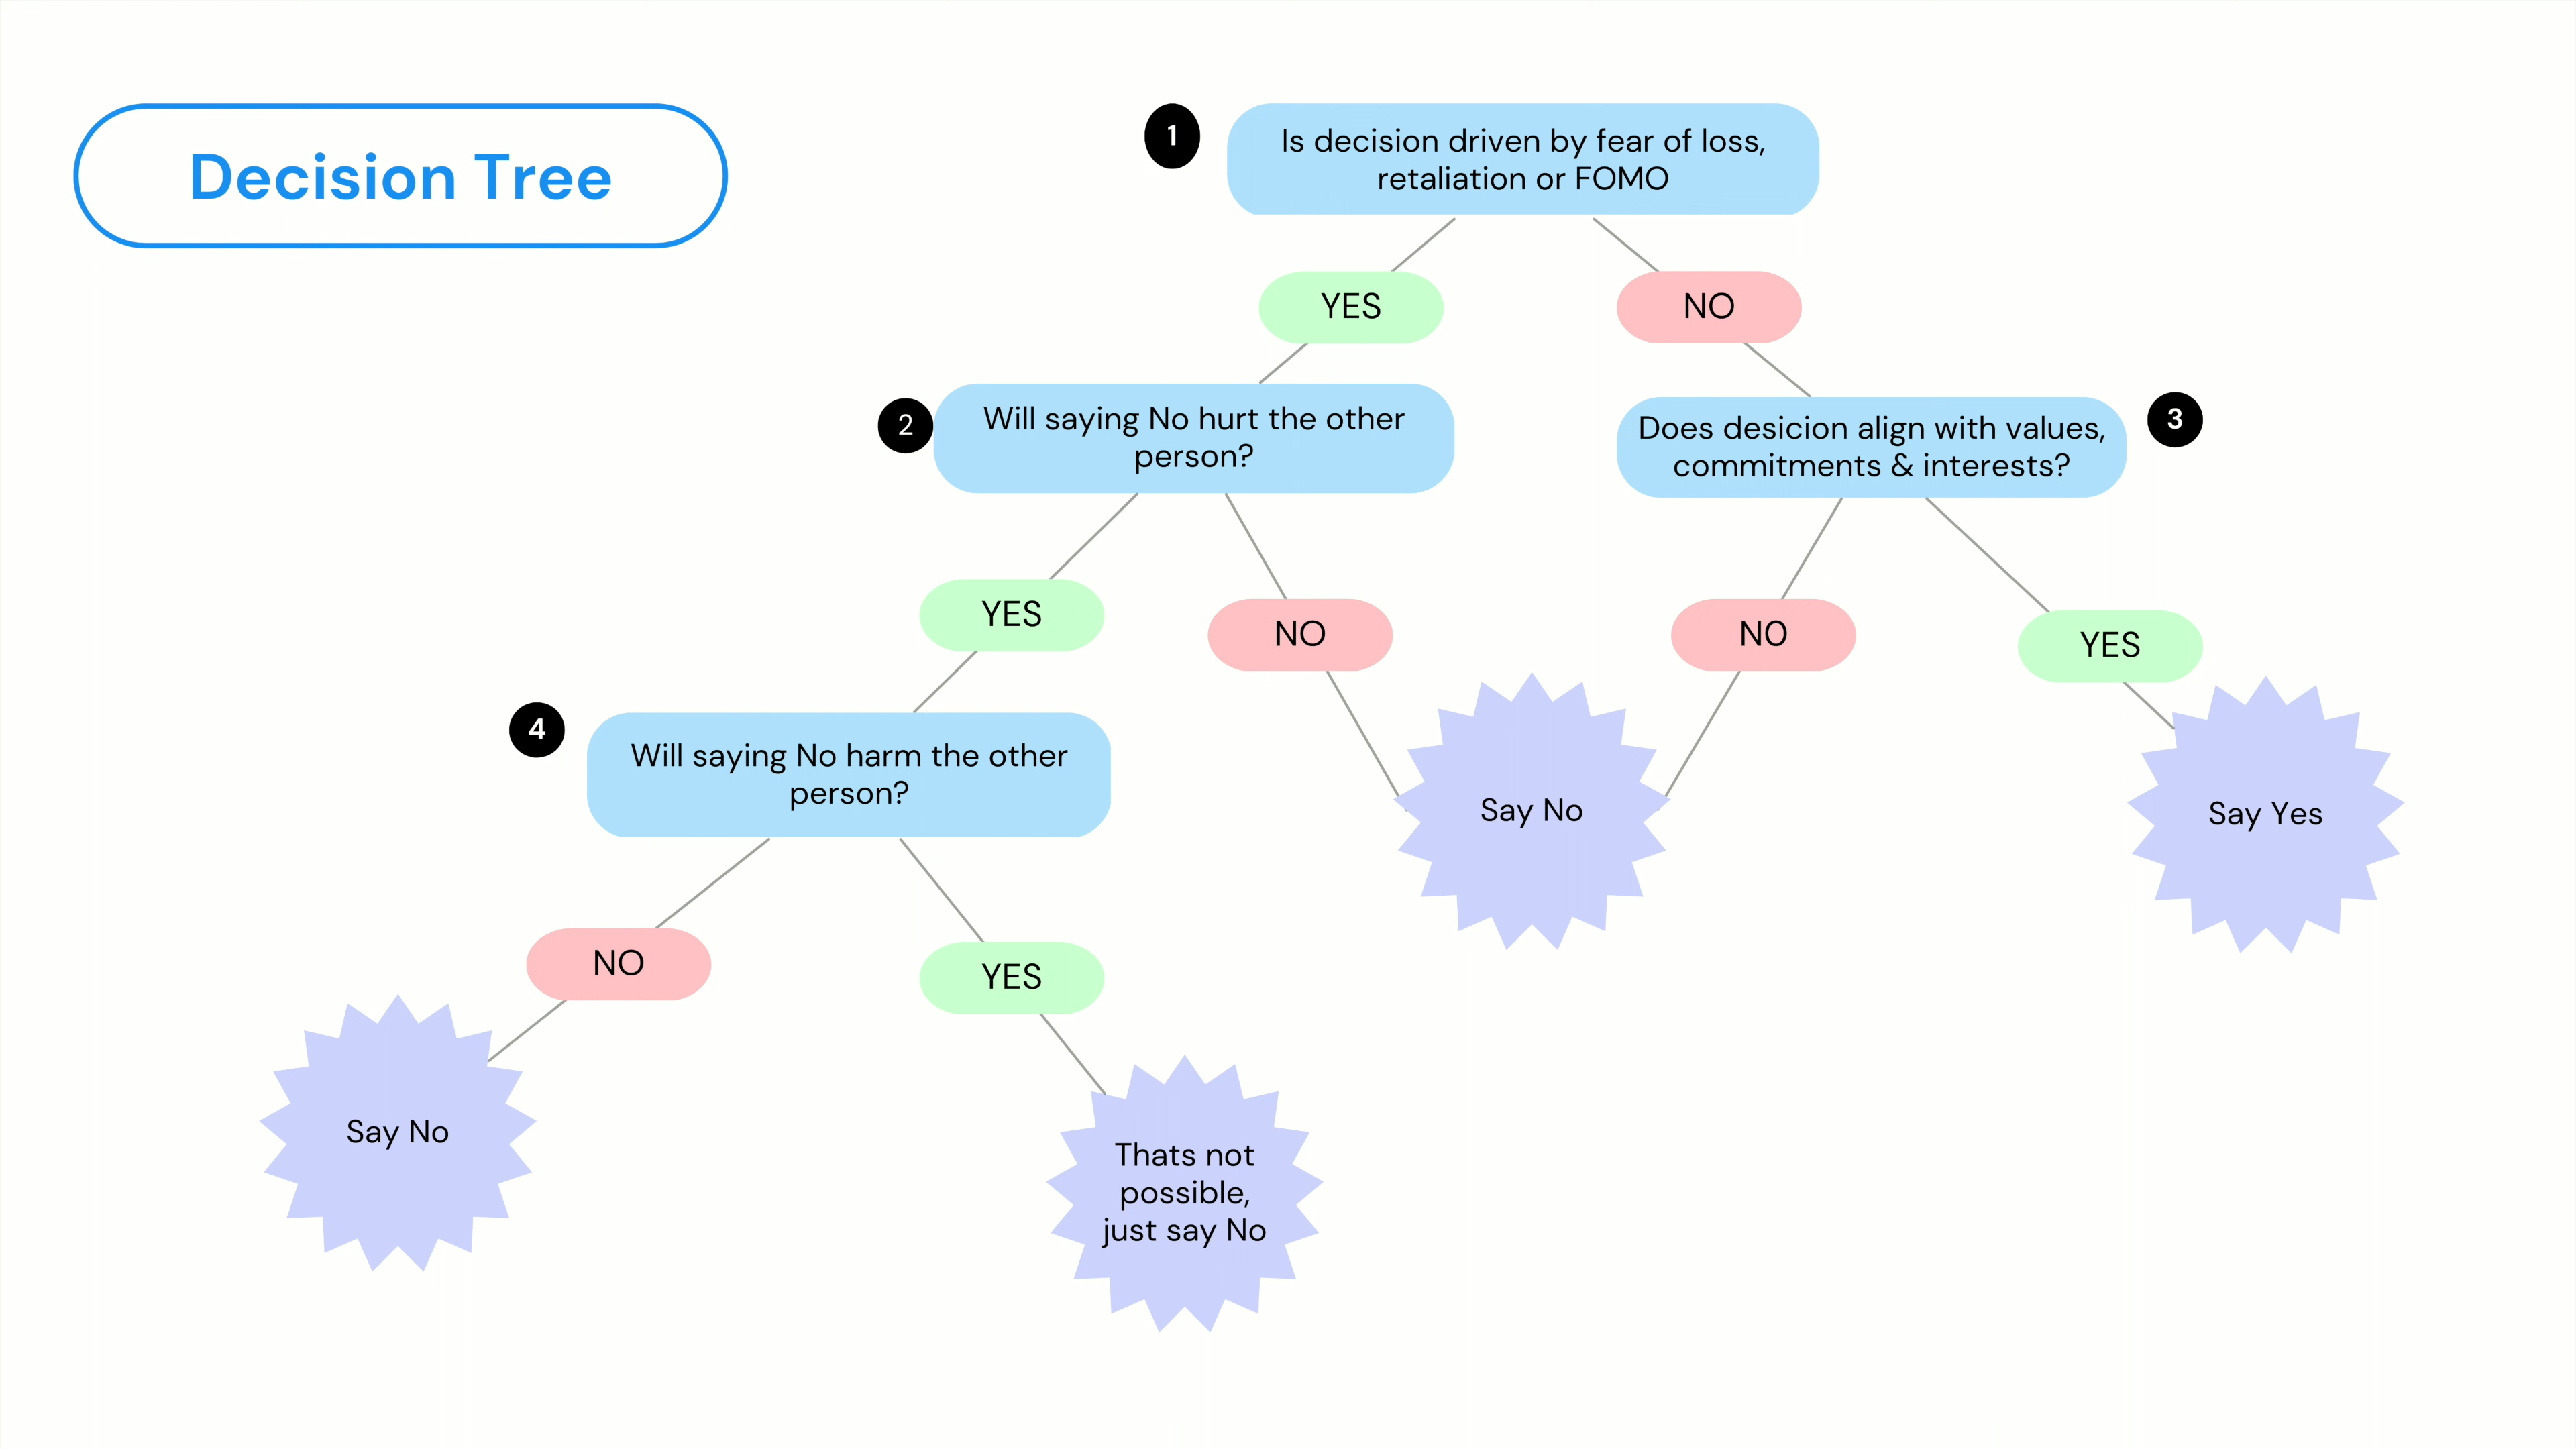 Decision Tree
1
Is decision driven by fear of loss,
retaliation or FOMO
YES
NO
2
Will saying No hurt the other
person?
Does desicion align with values,
commitments & interests?
3
YES
NO
NO
YES
4
Will saying No harm the other
person?
Say No
Say Yes
NO
YES
Say No
Thats not
possible,
just say No